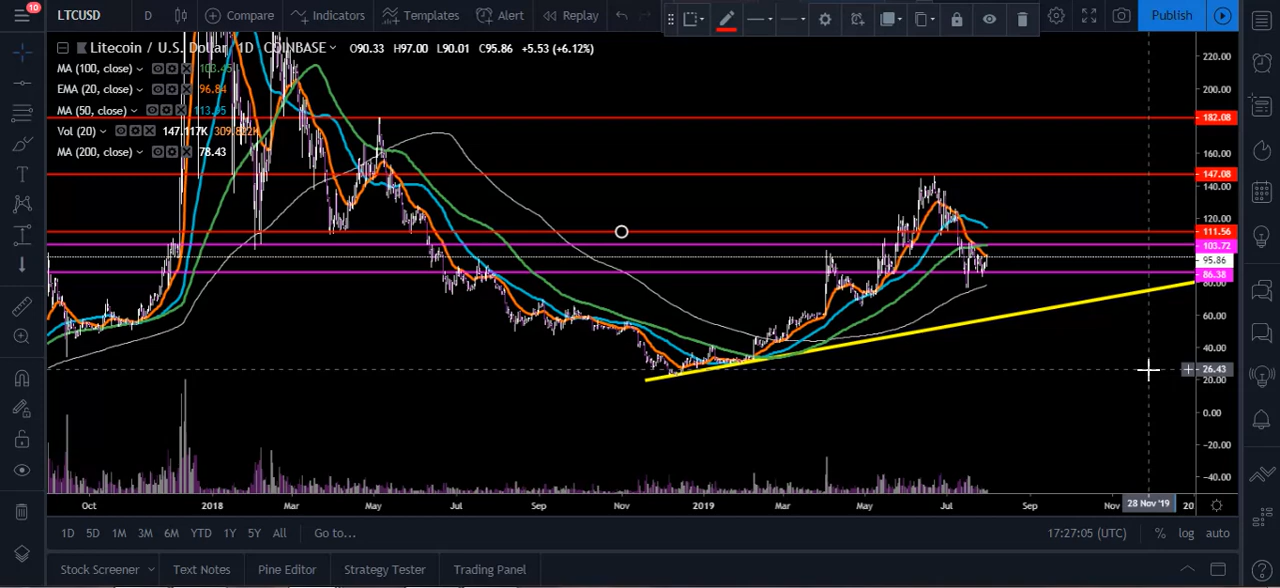 10
LTCUSD D Compare Indicators Templates Alert Replay Publish
Litecoin / U.S. Dollar 1D COINBASE O90.33 H97.00 L90.01 C95.86 +5.53 (+6.12%)
MA (100, close) 103.45
EMA (20, close) 96.84
MA (50, close)
Vol (20) 147.117K
MA (200, close) 78.43
220.00
200.00
182.08
160.00
147.08
140.00
120.00
111.56
103.72
95.86
86.38
80.00
60.00
40.00
26.43
20.00
0.00
-20.00
-40.00
Oct 2018 Mar May Jul Sep Nov 2019 Mar May Jul Sep Nov 28 Nov '19 20
1D 5D 1M 3M 6M YTD 1Y 5Y All Go to... 17:27:05 (UTC) % log auto
Stock Screener Text Notes Pine Editor Strategy Tester Trading Panel